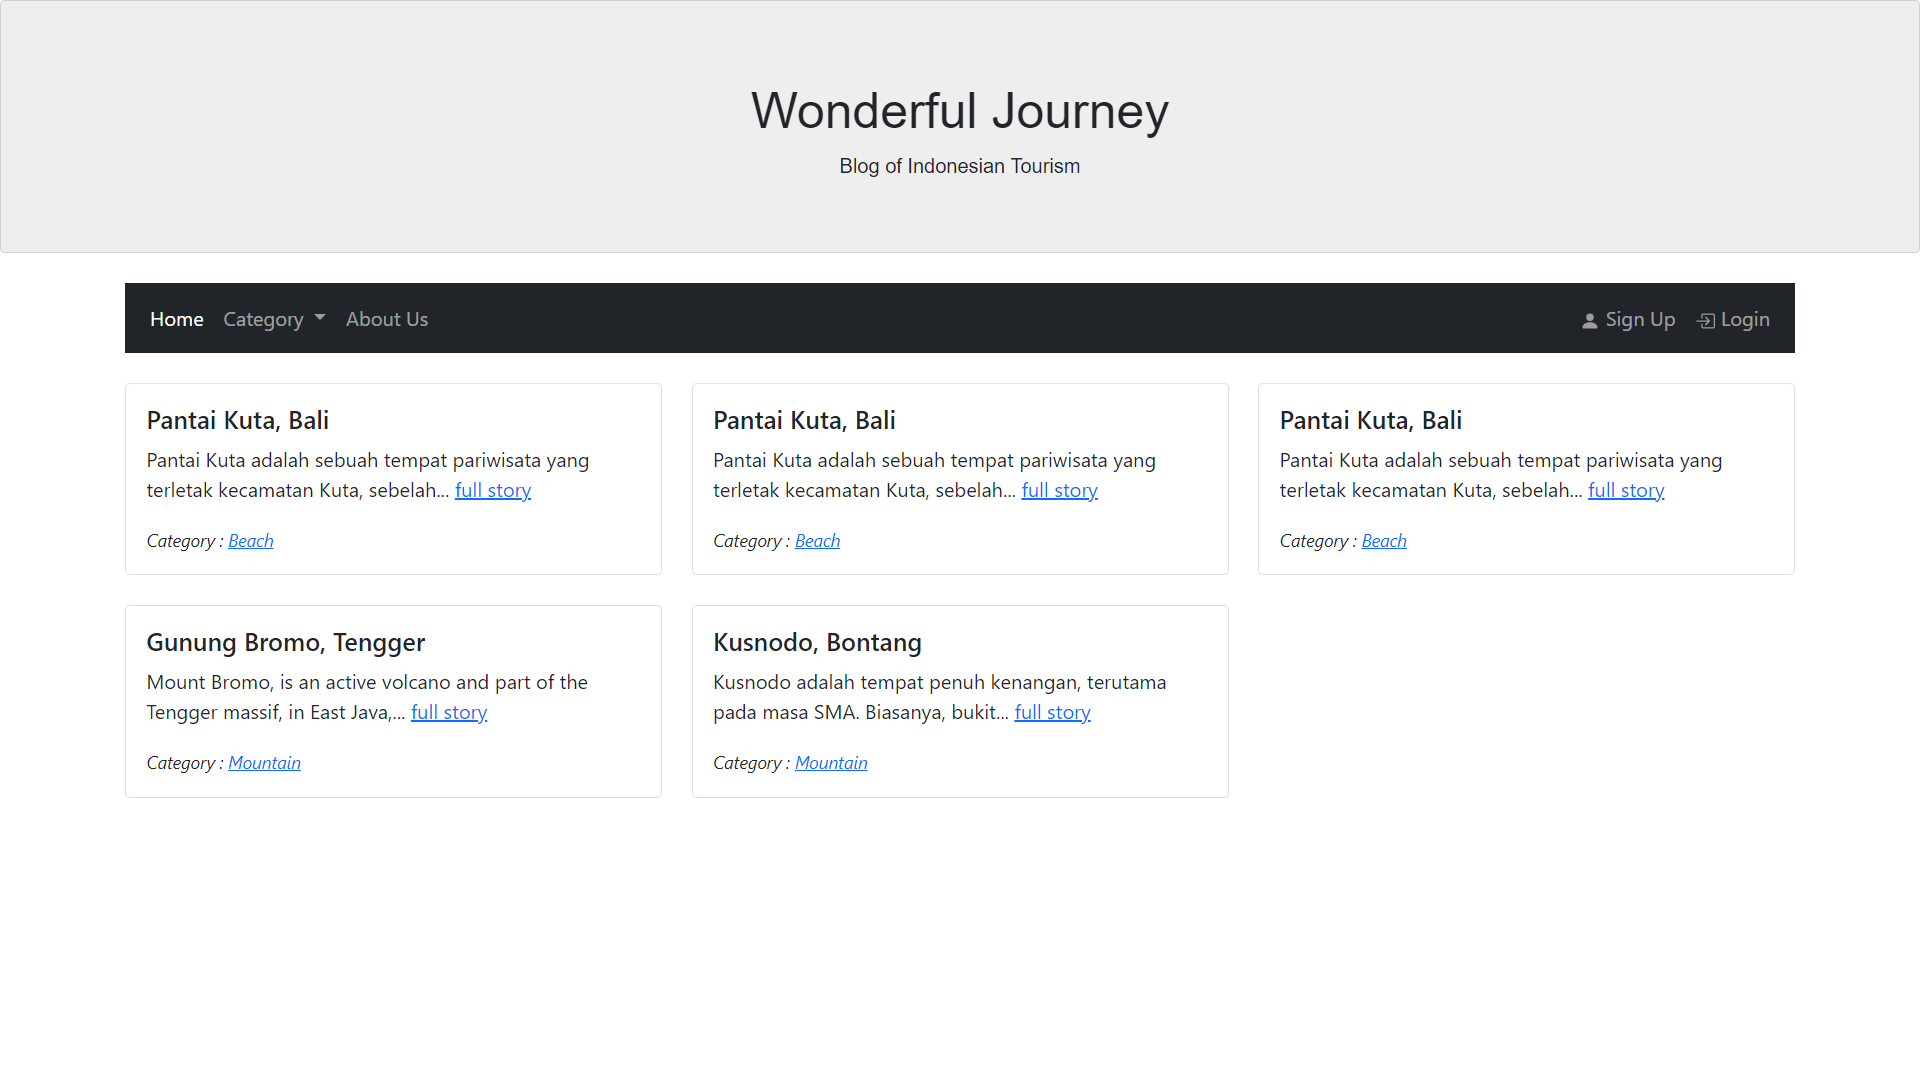 Wonderful Journey
Blog of Indonesian Tourism
Home Category About Us Sign Up Login
Pantai Kuta, Bali
Pantai Kuta adalah sebuah tempat pariwisata yang
terletak kecamatan Kuta, sebelah... full story
Category : Beach
Pantai Kuta, Bali
Pantai Kuta adalah sebuah tempat pariwisata yang
terletak kecamatan Kuta, sebelah... full story
Category : Beach
Pantai Kuta, Bali
Pantai Kuta adalah sebuah tempat pariwisata yang
terletak kecamatan Kuta, sebelah... full story
Category : Beach
Gunung Bromo, Tengger
Mount Bromo, is an active volcano and part of the
Tengger massif, in East Java,... full story
Category : Mountain
Kusnodo, Bontang
Kusnodo adalah tempat penuh kenangan, terutama
pada masa SMA. Biasanya, bukit... full story
Category : Mountain